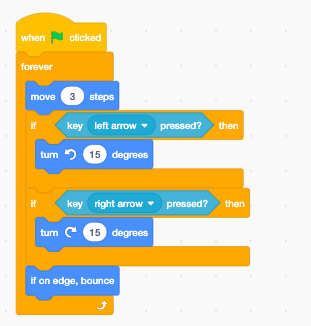 when clicked
forever
move 3 steps
if key left arrow pressed? then
turn 15 degrees
if key right arrow pressed? then
turn 15 degrees
if on edge, bounce